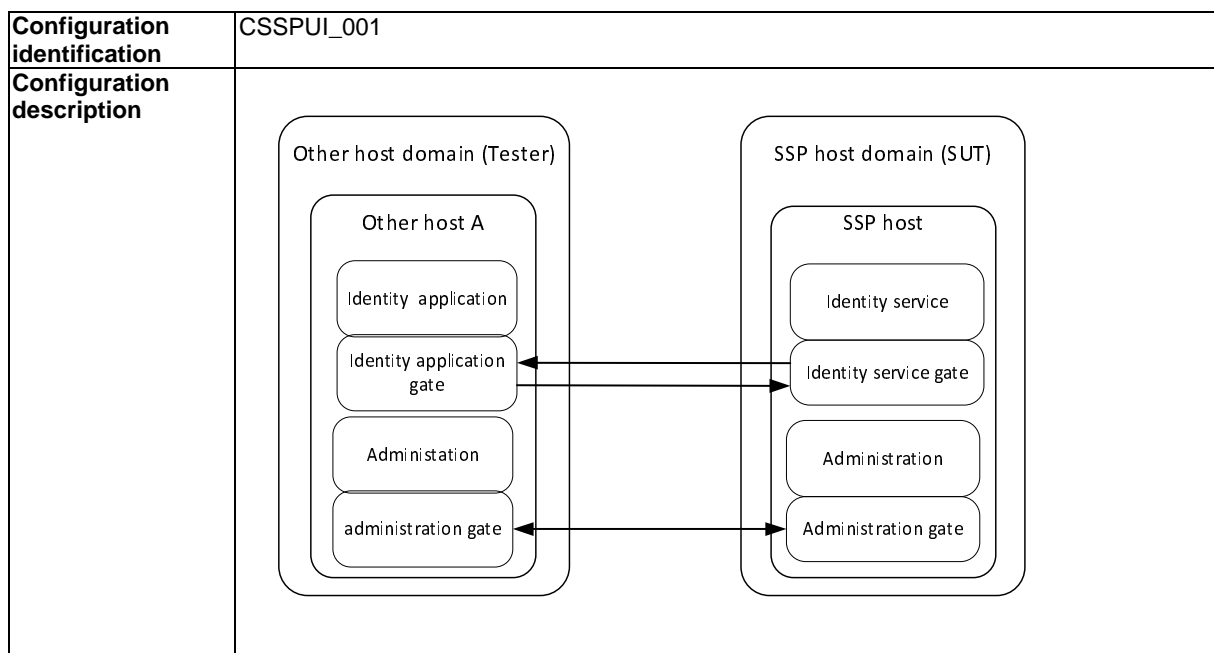 Configuration
identification
CSSPUI_001
Configuration
description
Other host domain (Tester)
Other host A
Identity application
Identity application
gate
Administation
administration gate
SSP host domain (SUT)
SSP host
Identity service
Identity service gate
Administration
Administration gate